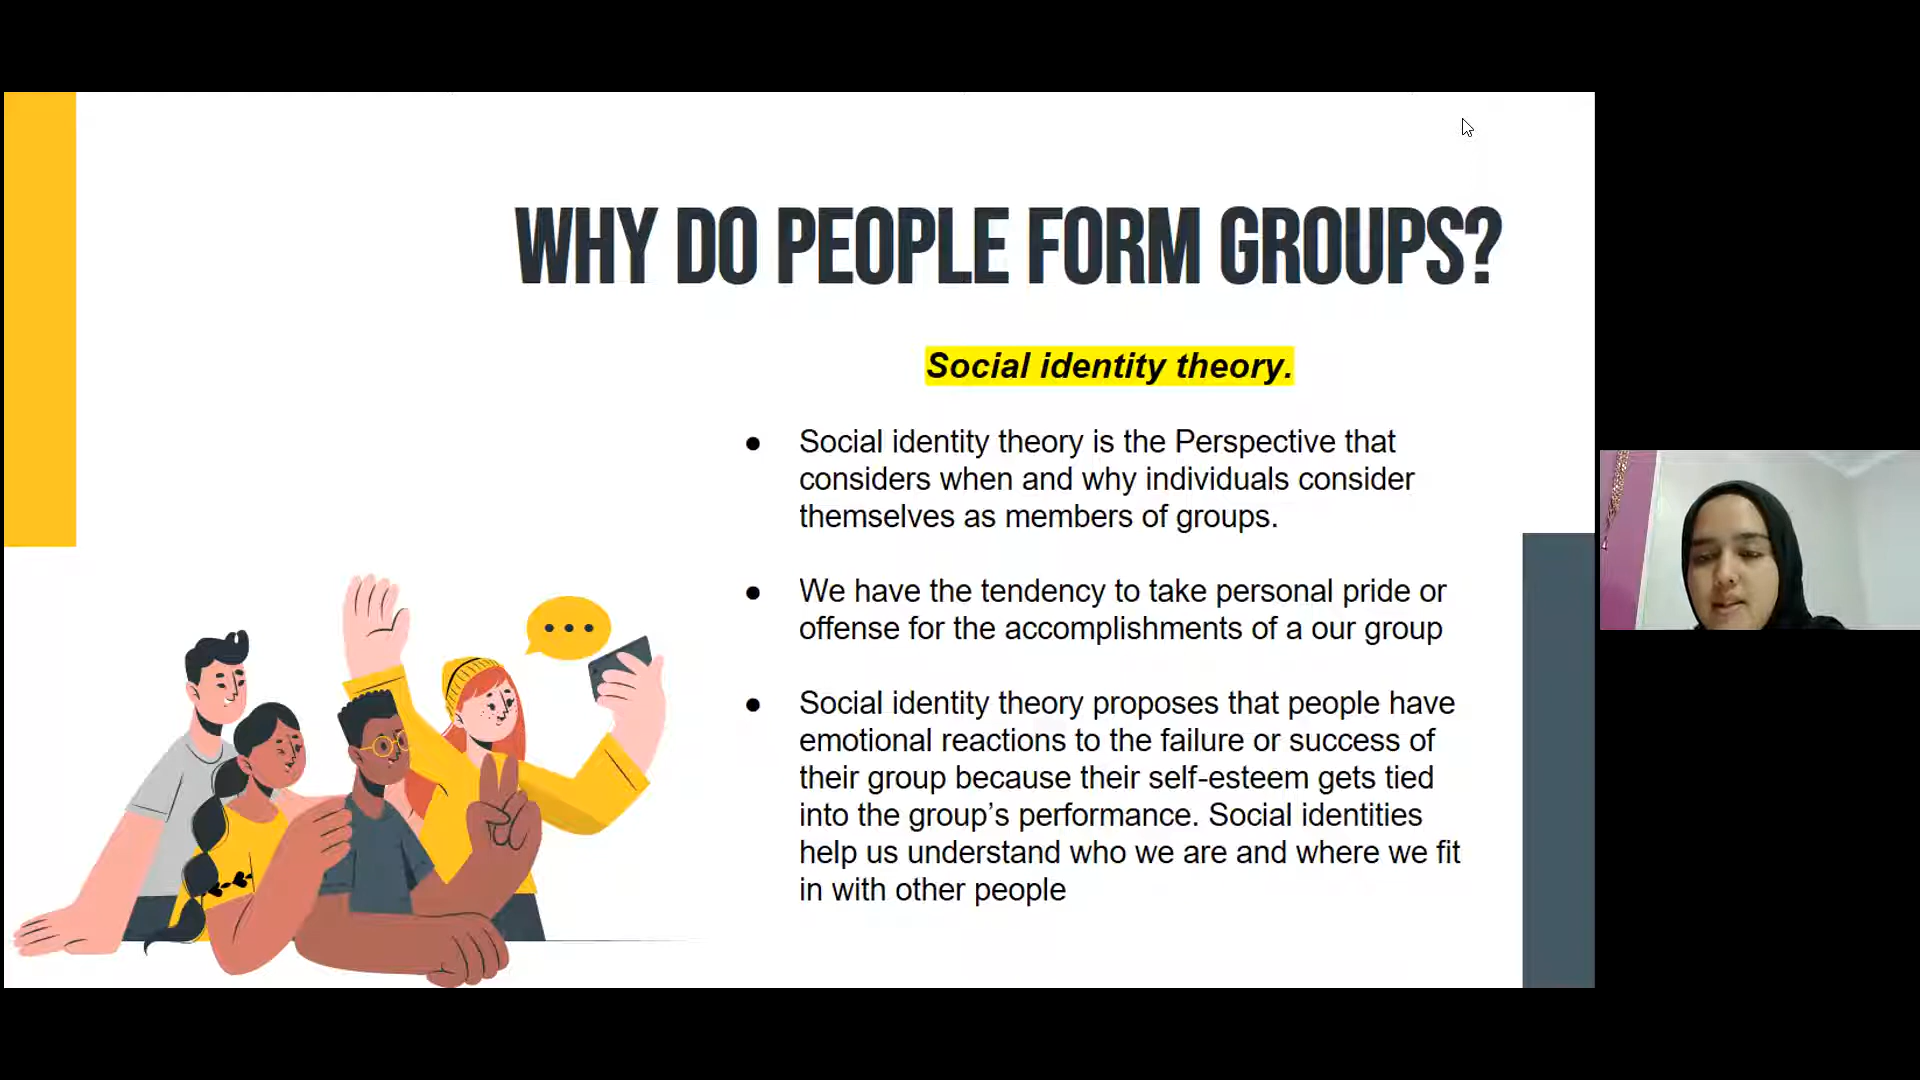 WHY DO PEOPLE FORM GROUPS?
Social identity theory.
● Social identity theory is the Perspective that
considers when and why individuals consider
themselves as members of groups.
● We have the tendency to take personal pride or
offense for the accomplishments of a our group
● Social identity theory proposes that people have
emotional reactions to the failure or success of
their group because their self-esteem gets tied
into the group’s performance. Social identities
help us understand who we are and where we fit
in with other people